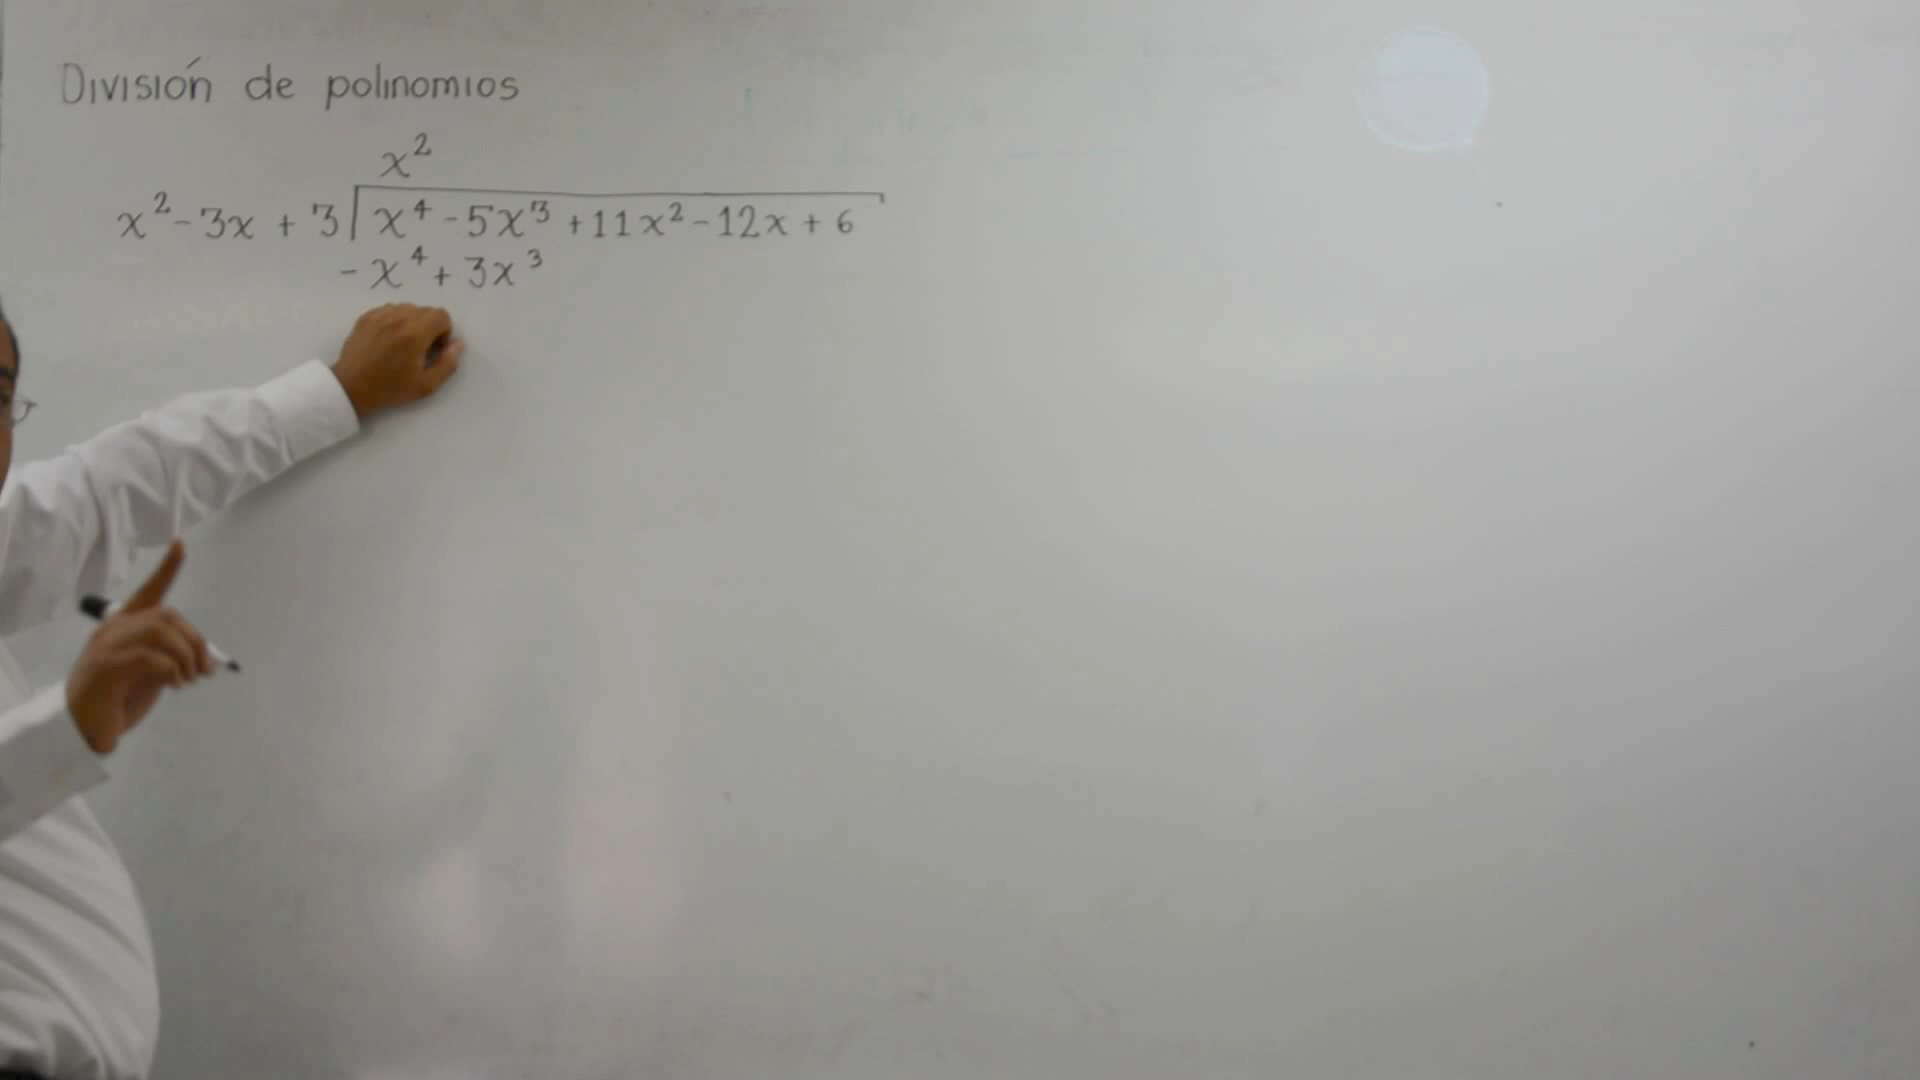 División de polinomios
x²
x² - 3x + 3 x⁴ - 5x³ + 11x² - 12x + 6
- x⁴ + 3x³